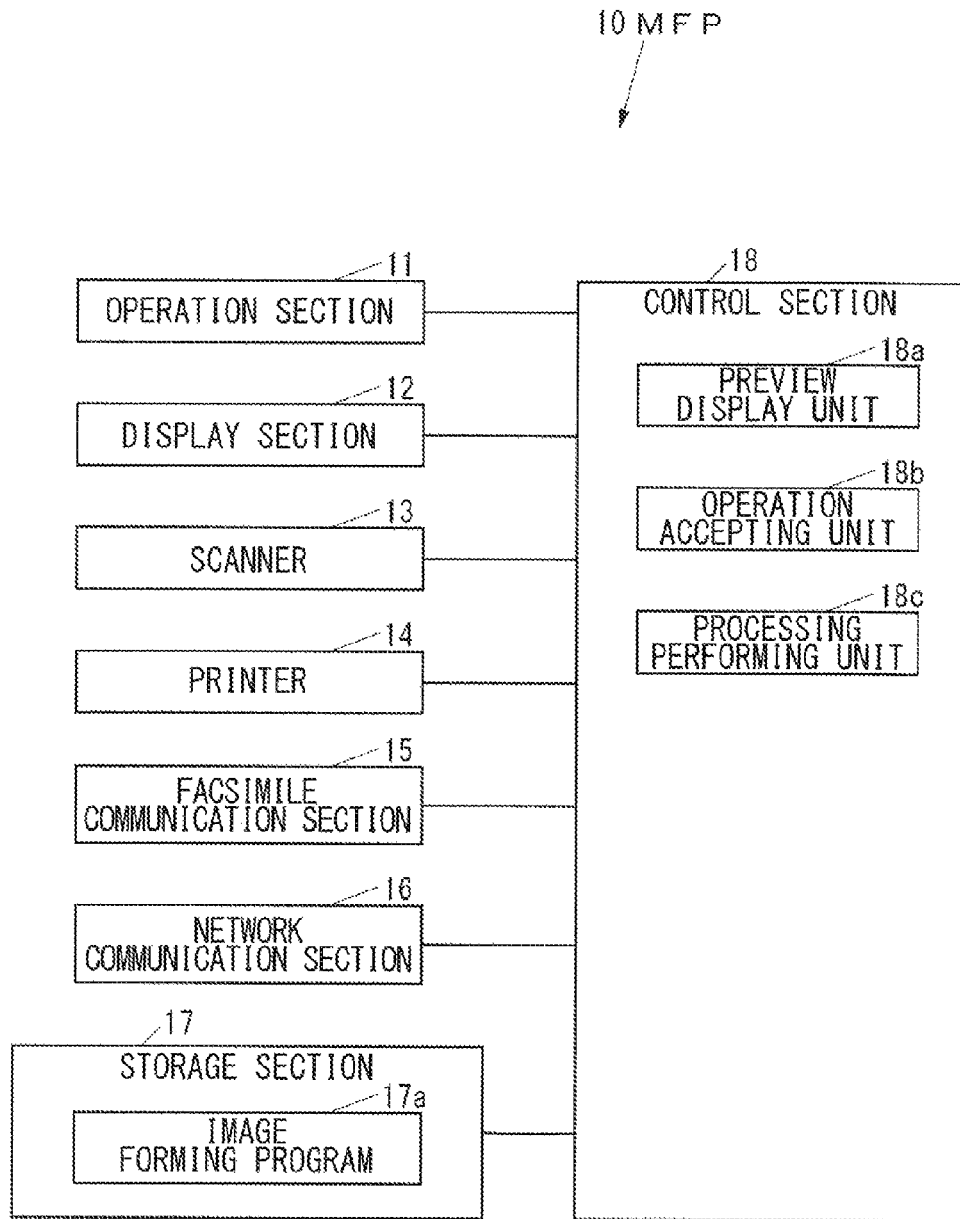 10 MFP
11
OPERATION SECTION
12
DISPLAY SECTION
13
SCANNER
14
PRINTER
15
FACSIMILE
COMMUNICATION SECTION
16
NETWORK
COMMUNICATION SECTION
17
STORAGE SECTION
17a
IMAGE
FORMING PROGRAM
18
CONTROL SECTION
18a
PREVIEW
DISPLAY UNIT
18b
OPERATION
ACCEPTING UNIT
18c
PROCESSING
PERFORMING UNIT